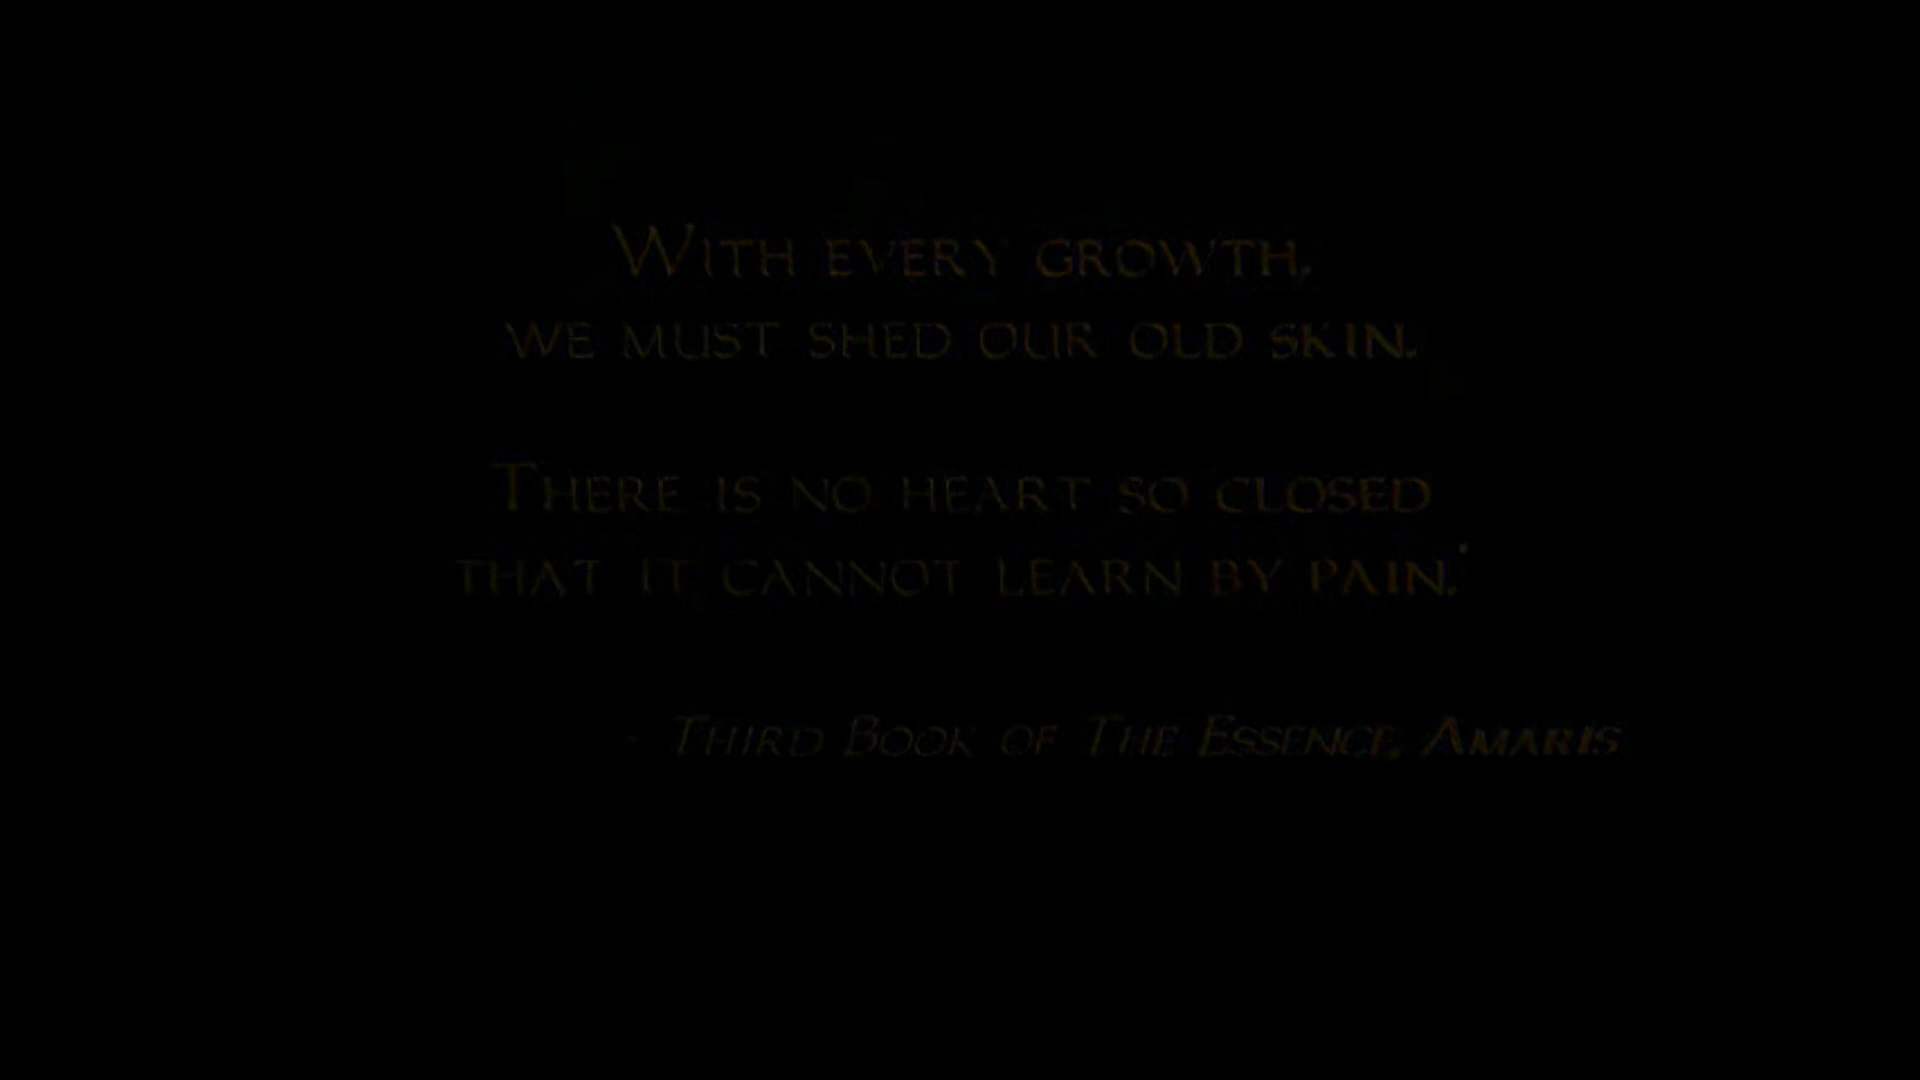 With every growth,
we must shed our old skin.
There is no heart so closed
that it cannot learn by pain.
- Third Book of The Essence, Amaris